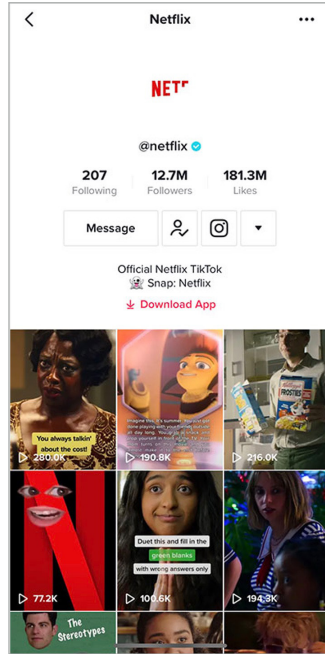 Netflix
NETF
@netflix
207
12.7M
181.3M
Following
Followers
Likes
Message
Official Netflix TikTok
Snap: Netflix
Download App
You always talkin'
about the cost!
280.0K
190.8K
Kellogg's
FROSTIES
216.0K
77.2K
Duet this and fill in the
green blanks
with wrong answers only
100.6K
194.3K
The
Stereotypes